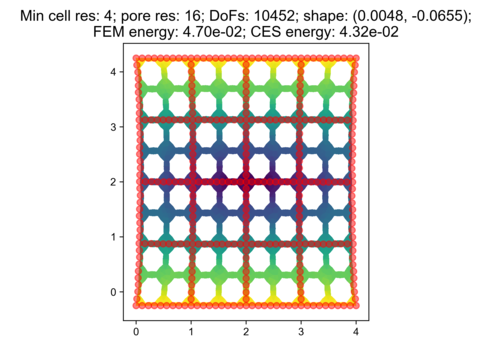 Min cell res: 4; pore res: 16; DoFs: 10452; shape: (0.0048, -0.0655);
FEM energy: 4.70e-02; CES energy: 4.32e-02
4
3
2
1
0
0 1 2 3 4